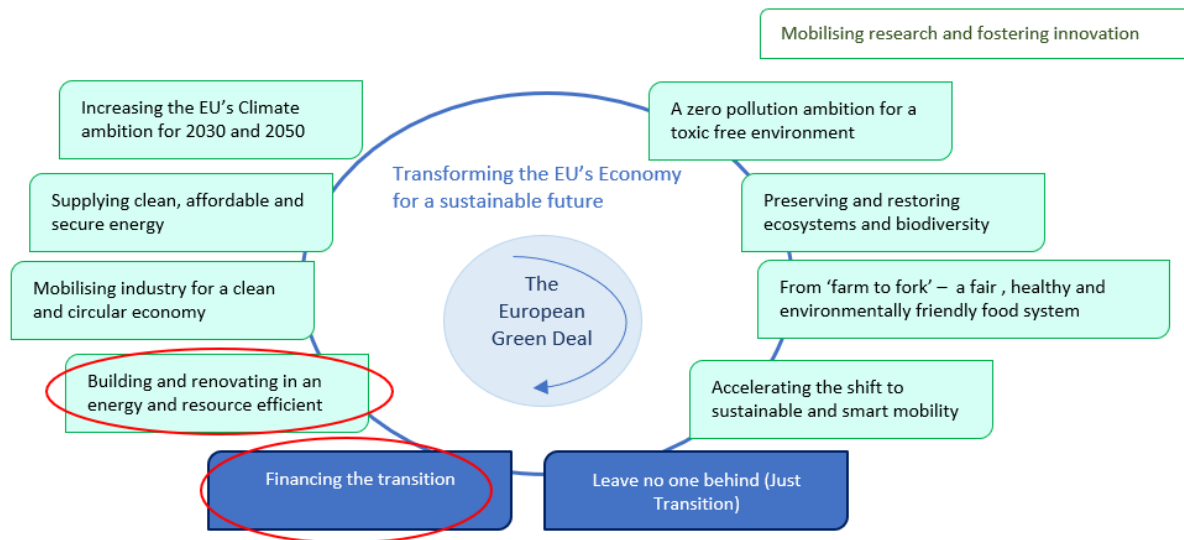 Mobilising research and fostering innovation
Increasing the EU's Climate
ambition for 2030 and 2050
A zero pollution ambition for a
toxic free environment
Transforming the EU's Economy
for a sustainable future
Supplying clean, affordable and
secure energy
Preserving and restoring
ecosystems and biodiversity
The
European
Green Deal
Mobilising industry for a clean
and circular economy
From 'farm to fork' – a fair , healthy and
environmentally friendly food system
Building and renovating in an
energy and resource efficient
Accelerating the shift to
sustainable and smart mobility
Financing the transition
Leave no one behind (Just
Transition)